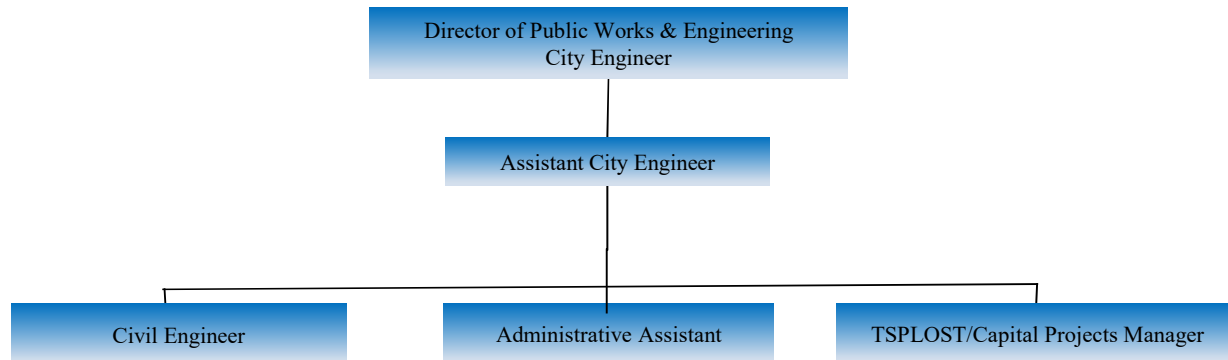 Director of Public Works & Engineering
City Engineer
Assistant City Engineer
Civil Engineer
Administrative Assistant
TSPLOST/Capital Projects Manager